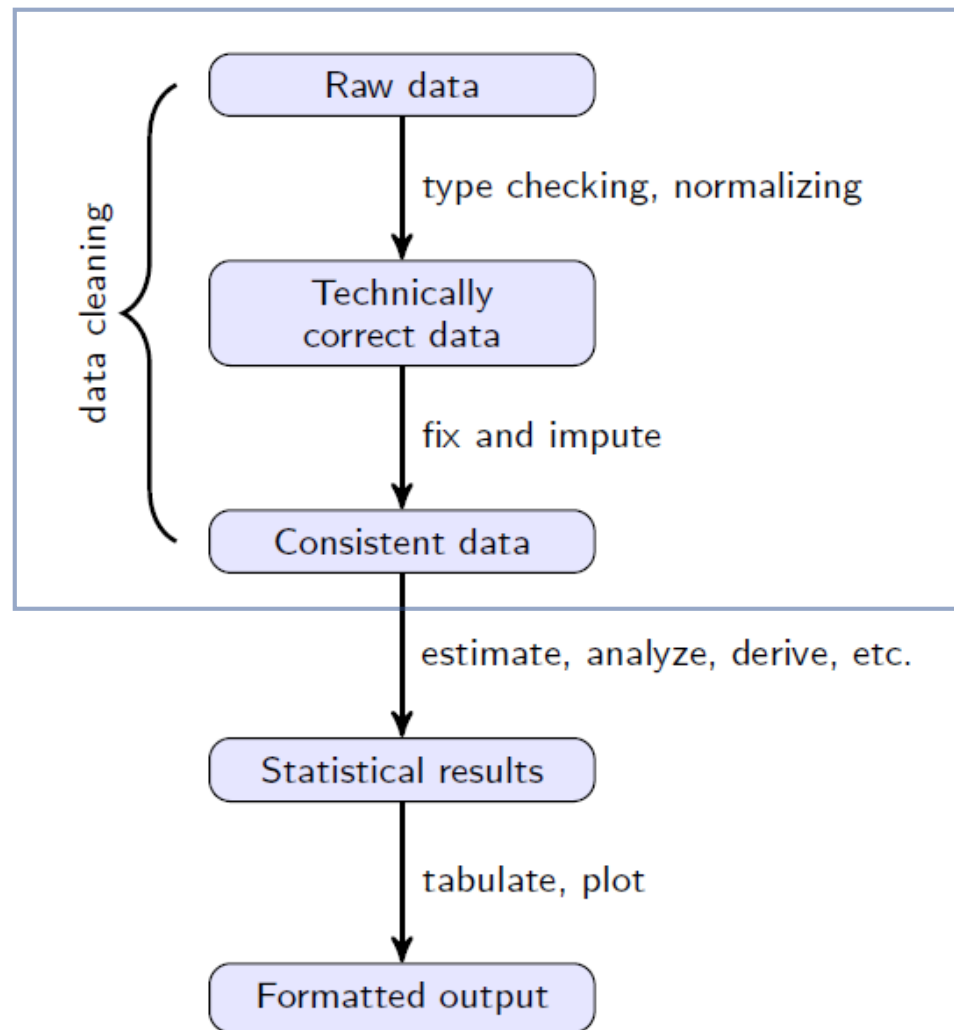 Raw data
type checking, normalizing
data cleaning
Technically
correct data
fix and impute
Consistent data
estimate, analyze, derive, etc.
Statistical results
tabulate, plot
Formatted output